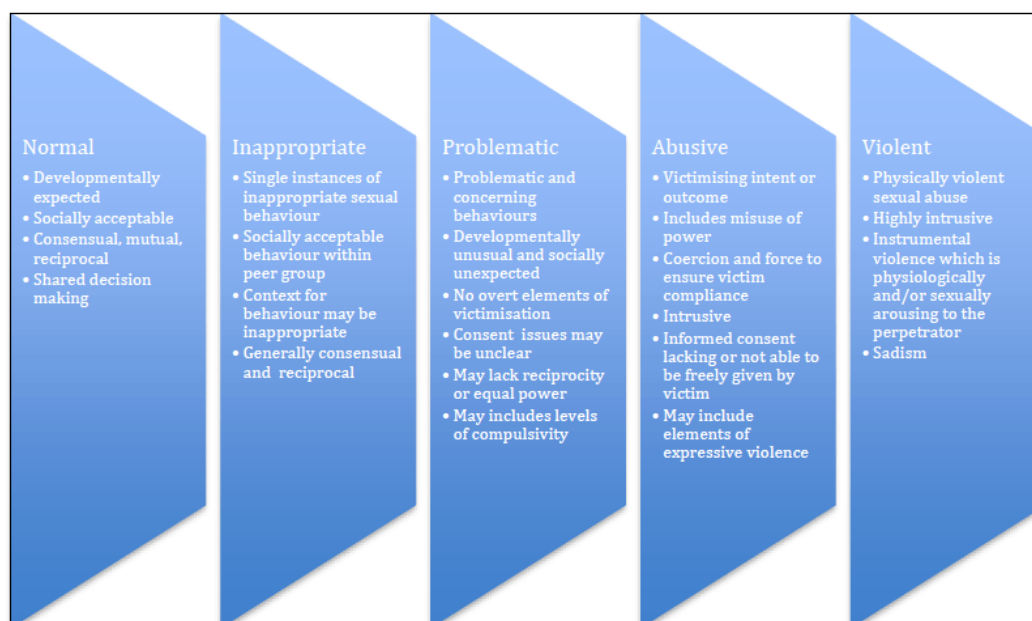 Normal
• Developmentally
expected
• Socially acceptable
• Consensual, mutual,
reciprocal
• Shared decision
making
Inappropriate
• Single instances of
inappropriate sexual
behaviour
• Socially acceptable
behaviour within
peer group
• Context for
behaviour may be
inappropriate
• Generally consensual
and reciprocal
Problematic
• Problematic and
concerning
behaviours
• Developmentally
unusual and socially
unexpected
• No overt elements of
victimisation
• Consent issues may
be unclear
• May lack reciprocity
or equal power
• May includes levels
of compulsivity
Abusive
• Victimising intent or
outcome
• Includes misuse of
power
• Coercion and force to
ensure victim
compliance
• Intrusive
• Informed consent
lacking or not able to
be freely given by
victim
• May include
elements of
expressive violence
Violent
• Physically violent
sexual abuse
• Highly intrusive
• Instrumental
violence which is
physiologically
and/or sexually
arousing to the
perpetrator
• Sadism